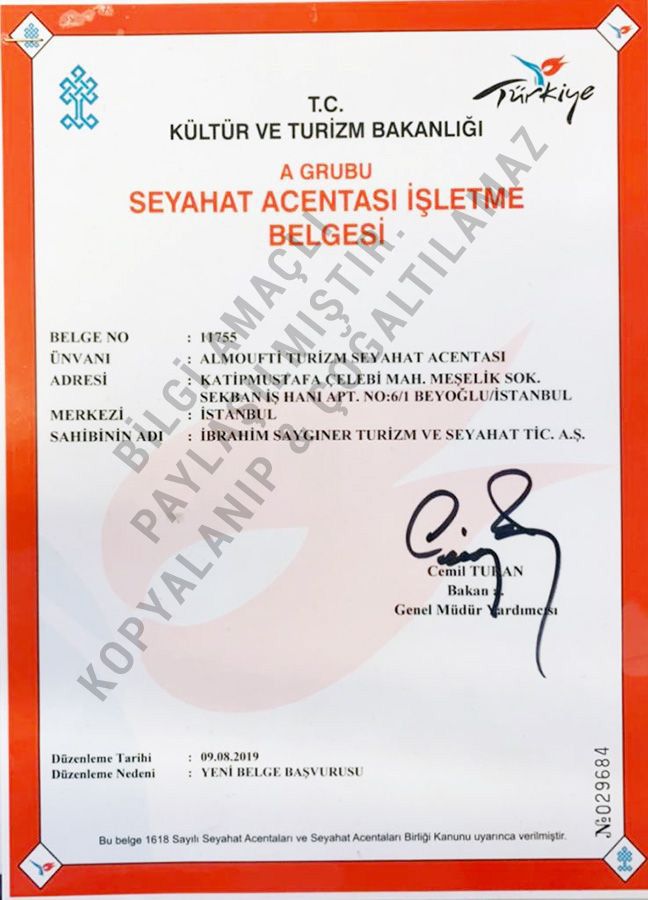 Türkiye
T.C.
KÜLTÜR VE TURİZM BAKANLIĞI
A GRUBU
SEYAHAT ACENTASI İŞLETME
BELGESİ
BELGE NO : 11755
ÜNVANI : ALMOUFTİ TURİZM SEYAHAT ACENTASI
ADRESİ : KATİPMUSTAFA ÇELEBİ MAH. MEŞELİK SOK.
SEKBAN İŞ HANI APT. NO:6/1 BEYOĞLU/İSTANBUL
MERKEZİ : İSTANBUL
SAHİBİNİN ADI : İBRAHİM SAYGINER TURİZM VE SEYAHAT TİC. A.Ş.
BİLGİ AMAÇLI
PAYLAŞILMIŞTIR.
KOPYALANIP & ÇOĞALTILAMAZ
Cemil TURAN
Bakan a.
Genel Müdür Yardımcısı
Düzenleme Tarihi : 09.08.2019
Düzenleme Nedeni : YENİ BELGE BAŞVURUSU
№029684
Bu belge 1618 Sayılı Seyahat Acentaları ve Seyahat Acentaları Birliği Kanunu uyarınca verilmiştir.